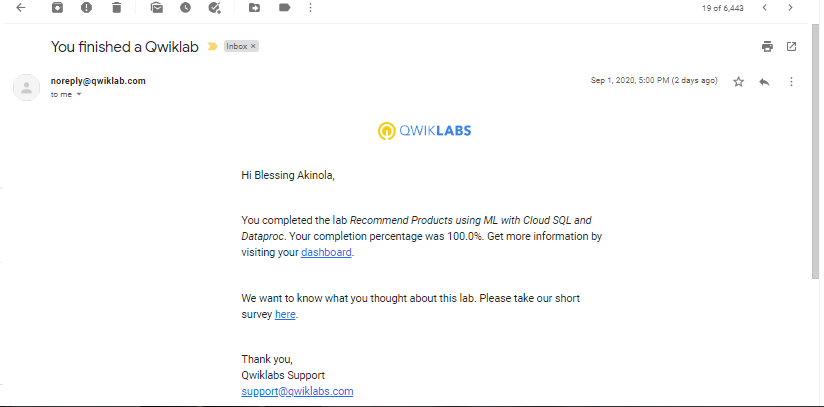 19 of 6,443
You finished a Qwiklab
Inbox ×
noreply@qwiklab.com
Sep 1, 2020, 5:00 PM (2 days ago)
to me
QWIKLABS
Hi Blessing Akinola,
You completed the lab Recommend Products using ML with Cloud SQL and
Dataproc. Your completion percentage was 100.0%. Get more information by
visiting your dashboard.
We want to know what you thought about this lab. Please take our short
survey here.
Thank you,
Qwiklabs Support
support@qwiklabs.com